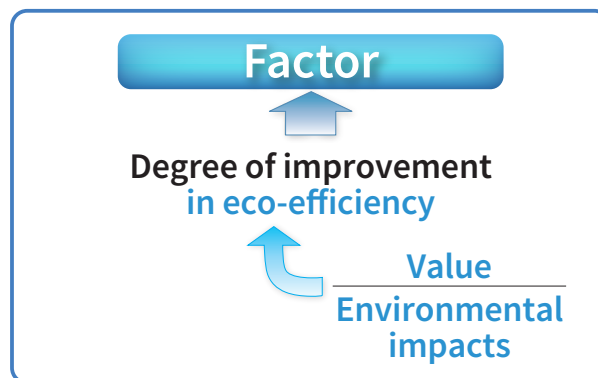 Factor
Degree of improvement
in eco-efficiency
Value
Environmental
impacts